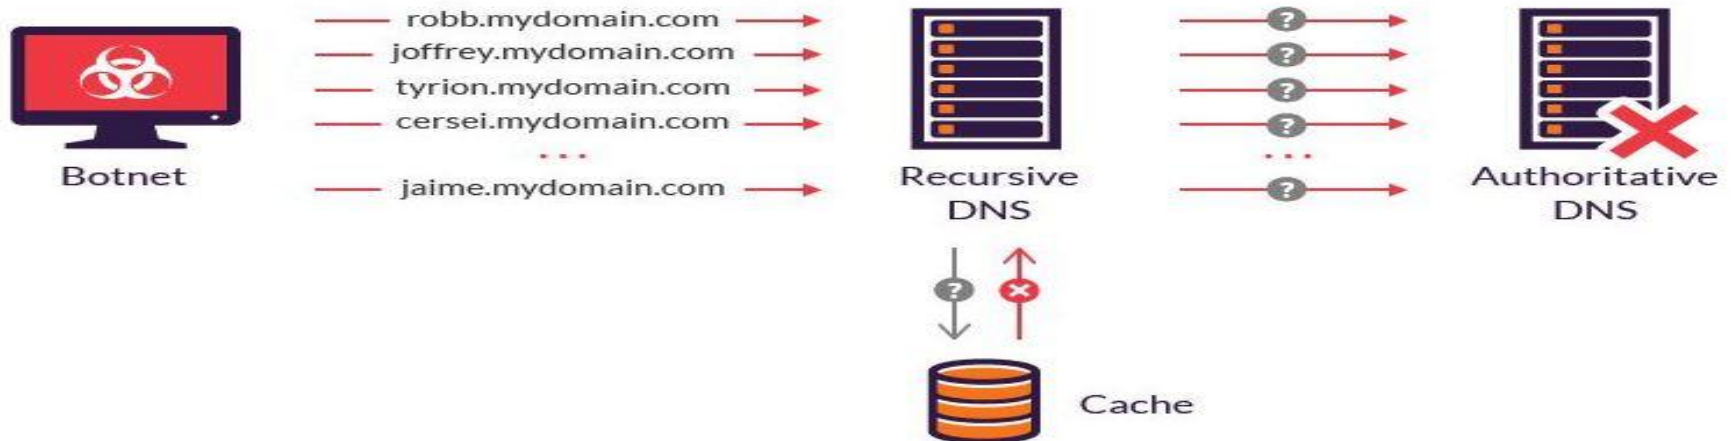 robb.mydomain.com
joffrey.mydomain.com
tyrion.mydomain.com
cersei.mydomain.com
...
jaime.mydomain.com
Botnet
Recursive
DNS
? 
?
?
?
...
?
Authoritative
DNS
?
Cache